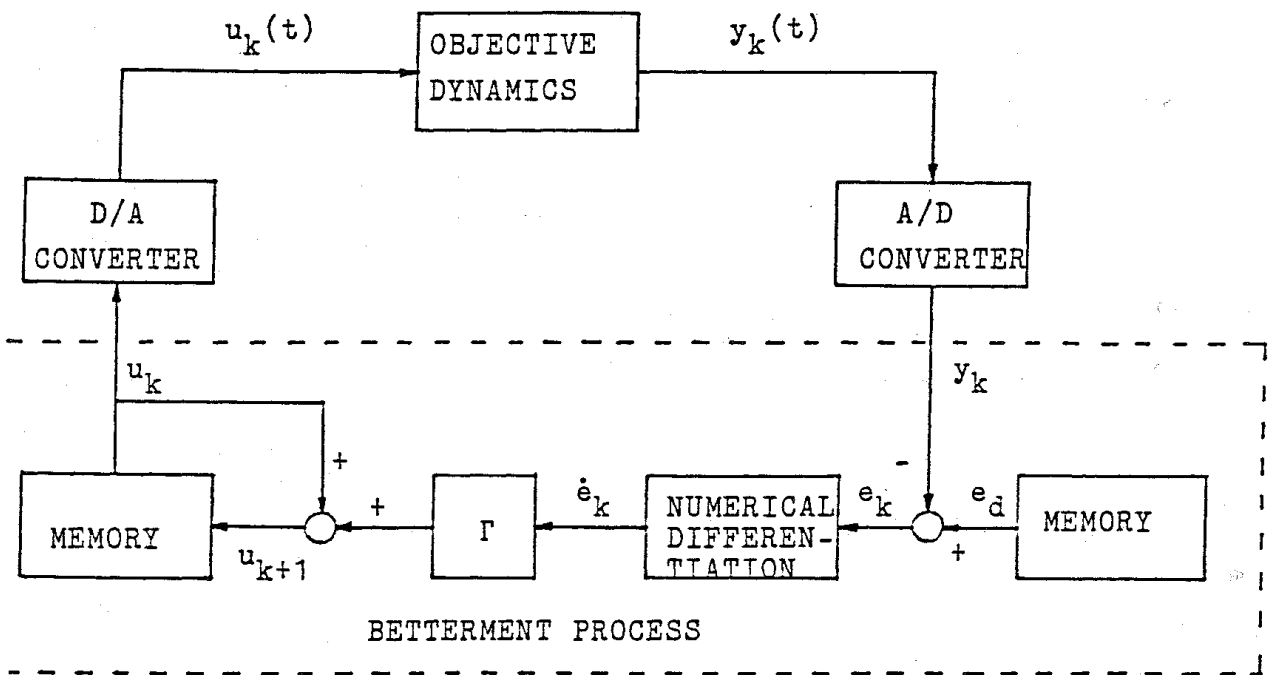 u_k(t)
OBJECTIVE
DYNAMICS
y_k(t)
D/A
CONVERTER
A/D
CONVERTER
u_k
y_k
+
-
MEMORY
u_{k+1}
+
Γ
ė_k
NUMERICAL
DIFFEREN-
TIATION
e_k
+
e_d
MEMORY
BETTERMENT PROCESS